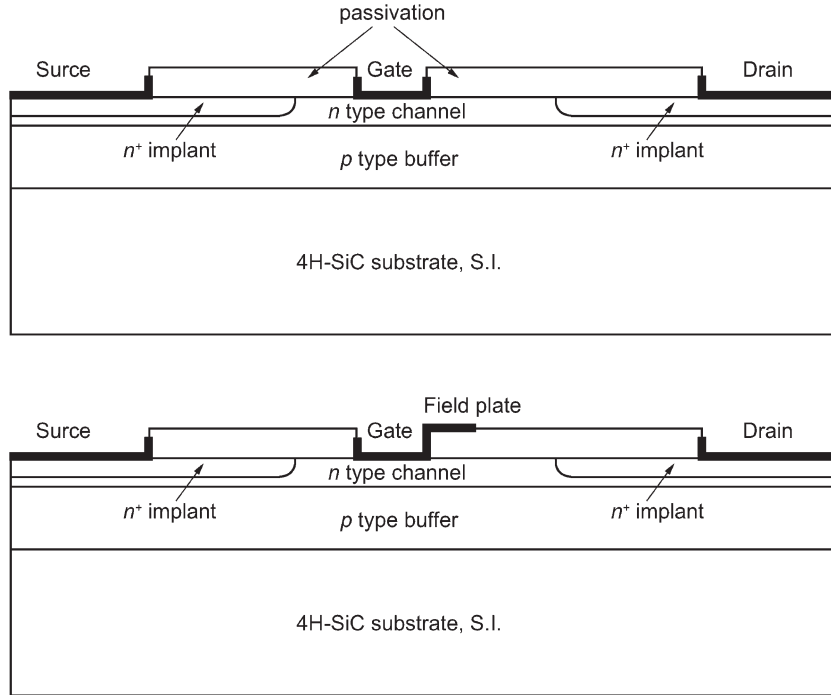 passivation
Surce Gate Drain
n type channel
n⁺ implant n⁺ implant
p type buffer
4H-SiC substrate, S.I.
Field plate
Surce Gate Drain
n type channel
n⁺ implant n⁺ implant
p type buffer
4H-SiC substrate, S.I.